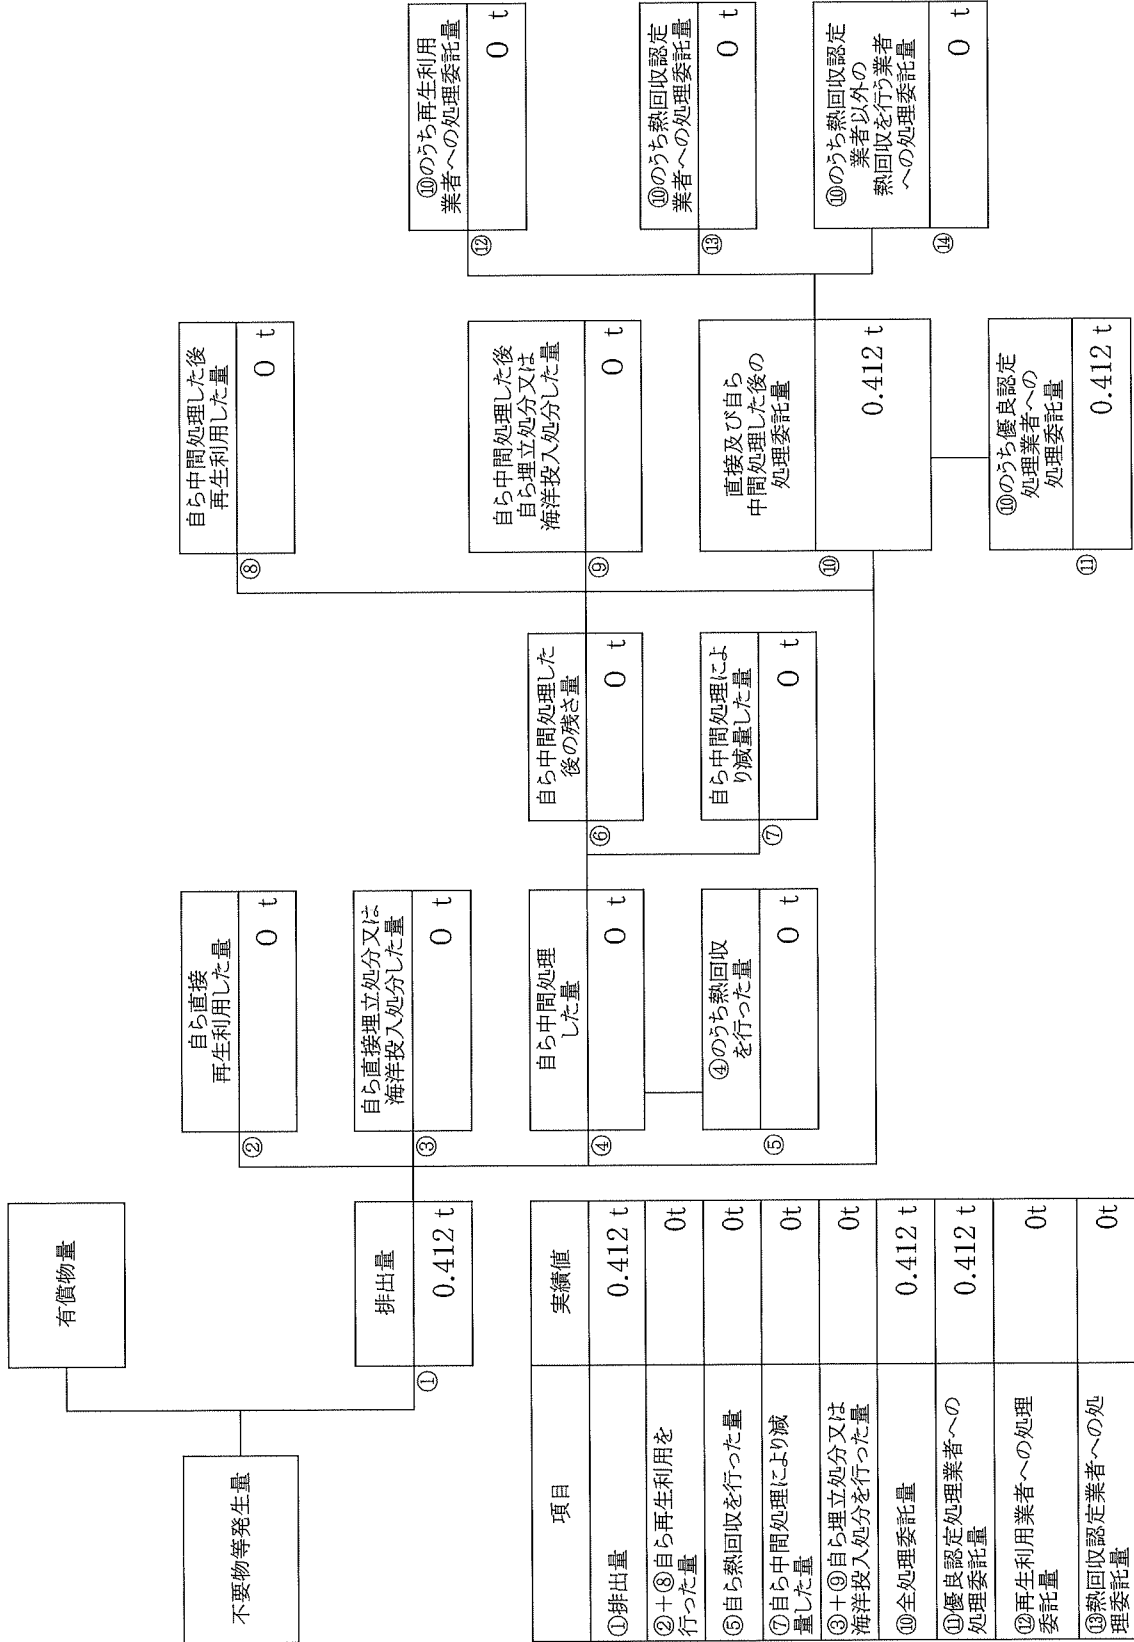 有償物量
不要物等発生量
排出量
①
0.412 t
自ら直接
再生利用した量
②
0 t
自ら直接埋立処分又は
海洋投入処分した量
③
0 t
自ら中間処理
した量
④
0 t
④のうち熱回収
を行った量
⑤
0 t
自ら中間処理した
後の残さ量
⑥
0 t
自ら中間処理によ
り減量した量
⑦
0 t
自ら中間処理した後
再生利用した量
⑧
0 t
自ら中間処理した後
自ら埋立処分又は
海洋投入処分した量
⑨
0 t
直接及び自ら
中間処理した後の
処理委託量
⑩
0.412 t
⑩のうち優良認定
処理業者への
処理委託量
⑪
0.412 t
⑩のうち再生利用
業者への処理委託量
⑫
0 t
⑩のうち熱回収認定
業者への処理委託量
⑬
0 t
⑩のうち熱回収認定
業者以外の
熱回収を行う業者
への処理委託量
⑭
0 t
項目 実績値
①排出量 0.412 t
②+⑧自ら再生利用を
行った量 0t
⑤自ら熱回収を行った量 0t
⑦自ら中間処理により減
量した量 0t
③+⑨自ら埋立処分又は
海洋投入処分を行った量 0t
⑩全処理委託量 0.412 t
⑪優良認定処理業者への
処理委託量 0.412 t
⑫再生利用業者への処理
委託量 0t
⑬熱回収認定業者への処
理委託量 0t